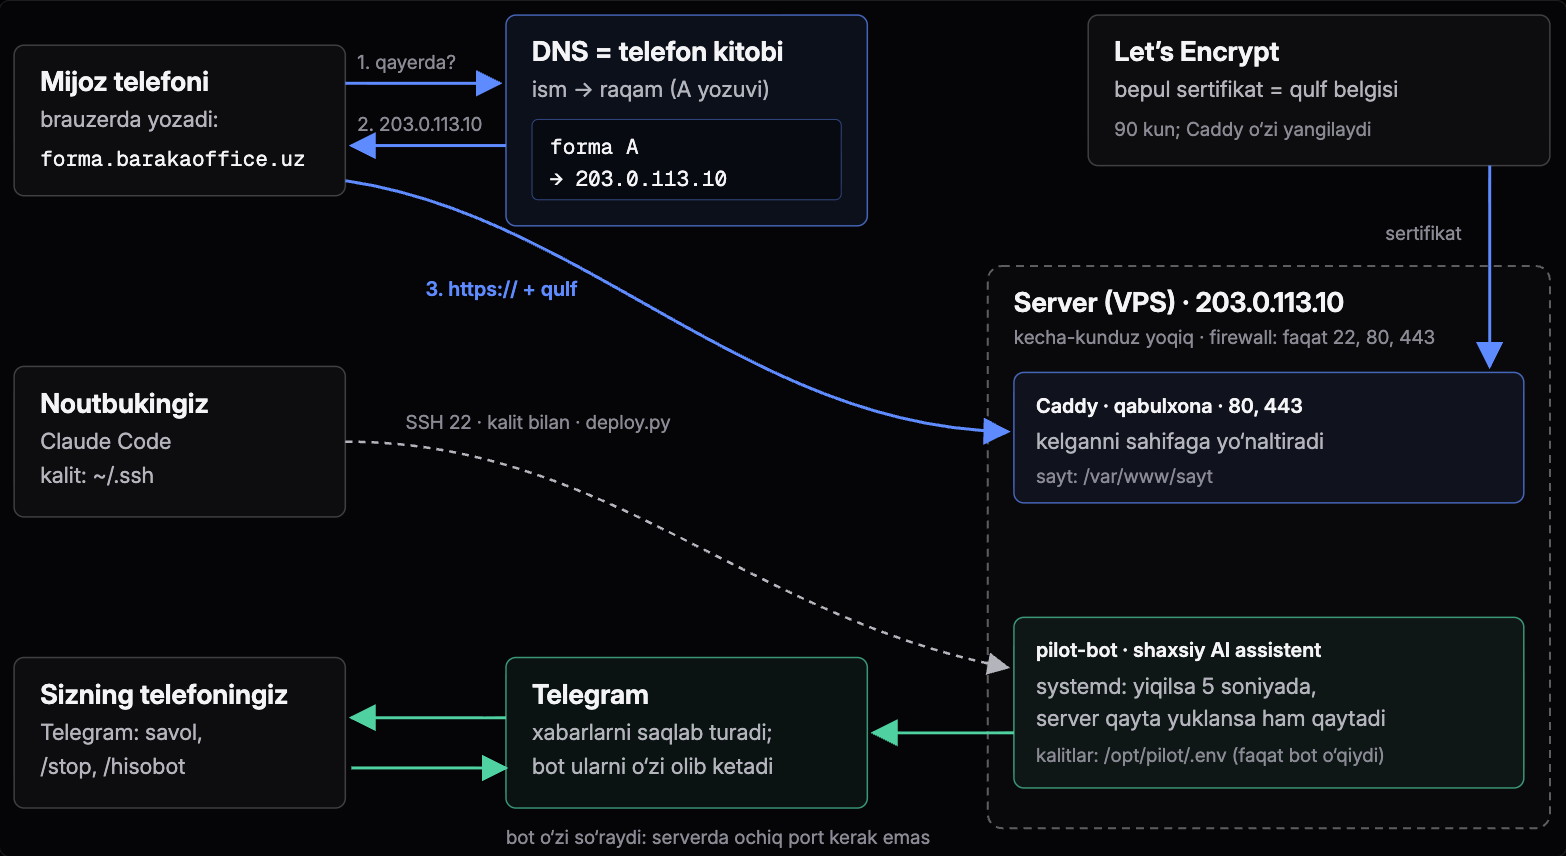 Mijoz telefoni
brauzerda yozadi:
forma.barakaoffice.uz
1. qayerda?
2. 203.0.113.10
DNS = telefon kitobi
ism → raqam (A yozuvi)
forma A
→ 203.0.113.10
Let’s Encrypt
bepul sertifikat = qulf belgisi
90 kun; Caddy o‘zi yangilaydi
sertifikat
3. https:// + qulf
Server (VPS) · 203.0.113.10
kecha-kunduz yoqiq · firewall: faqat 22, 80, 443
Caddy · qabulxona · 80, 443
kelganni sahifaga yo‘naltiradi
sayt: /var/www/sayt
Noutbukingiz
Claude Code
kalit: ~/.ssh
SSH 22 · kalit bilan · deploy.py
pilot-bot · shaxsiy AI assistent
systemd: yiqilsa 5 soniyada,
server qayta yuklansa ham qaytadi
kalitlar: /opt/pilot/.env (faqat bot o‘qiydi)
Sizning telefoningiz
Telegram: savol,
/stop, /hisobot
Telegram
xabarlarni saqlab turadi;
bot ularni o‘zi olib ketadi
bot o‘zi so‘raydi: serverda ochiq port kerak emas